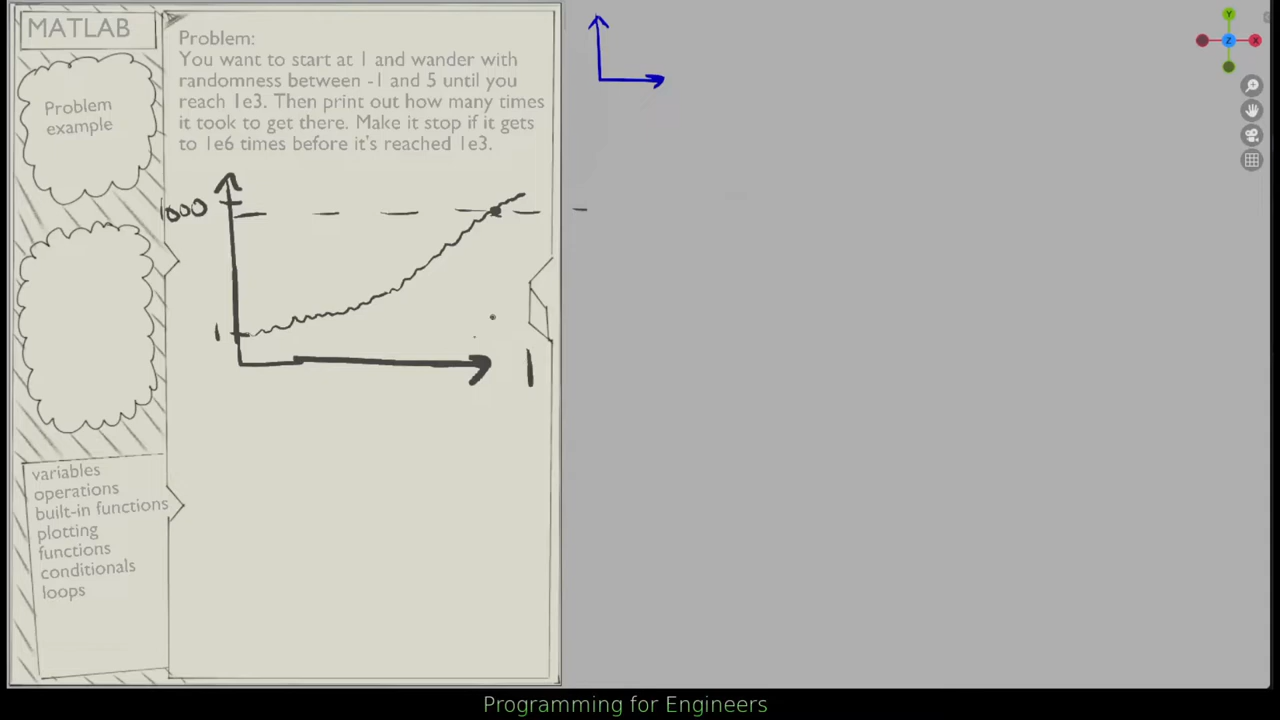 MATLAB
Problem
example
variables
operations
built-in functions
plotting
functions
conditionals
loops
Problem:
You want to start at 1 and wander with
randomness between -1 and 5 until you
reach 1e3. Then print out how many times
it took to get there. Make it stop if it gets
to 1e6 times before it's reached 1e3.
1000
1
1
Y
Z
X
Programming for Engineers